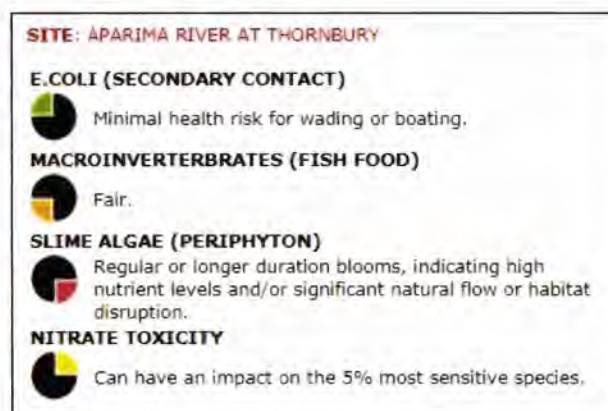 SITE: APARIMA RIVER AT THORNBURY
E.COLI (SECONDARY CONTACT)
Minimal health risk for wading or boating.
MACROINVERTERBRATES (FISH FOOD)
Fair.
SLIME ALGAE (PERIPHYTON)
Regular or longer duration blooms, indicating high
nutrient levels and/or significant natural flow or habitat
disruption.
NITRATE TOXICITY
Can have an impact on the 5% most sensitive species.